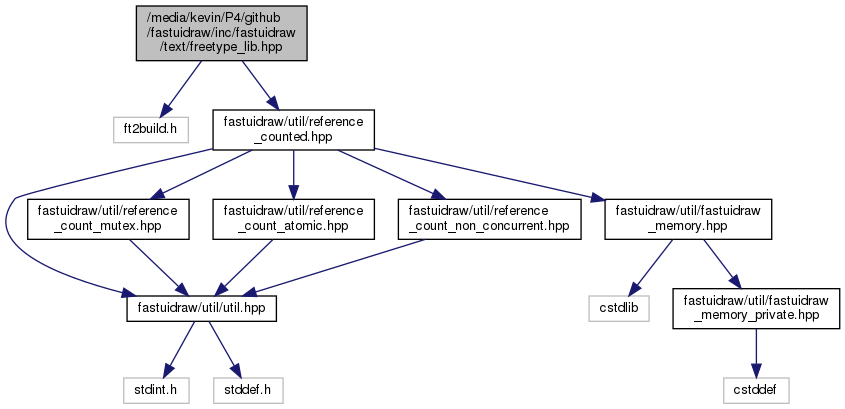 /media/kevin/P4/github
/fastuidraw/inc/fastuidraw
/text/freetype_lib.hpp
ft2build.h
fastuidraw/util/reference
_counted.hpp
fastuidraw/util/reference
_count_mutex.hpp
fastuidraw/util/reference
_count_atomic.hpp
fastuidraw/util/reference
_count_non_concurrent.hpp
fastuidraw/util/fastuidraw
_memory.hpp
fastuidraw/util/util.hpp
cstdlib
fastuidraw/util/fastuidraw
_memory_private.hpp
stdint.h
stddef.h
cstddef